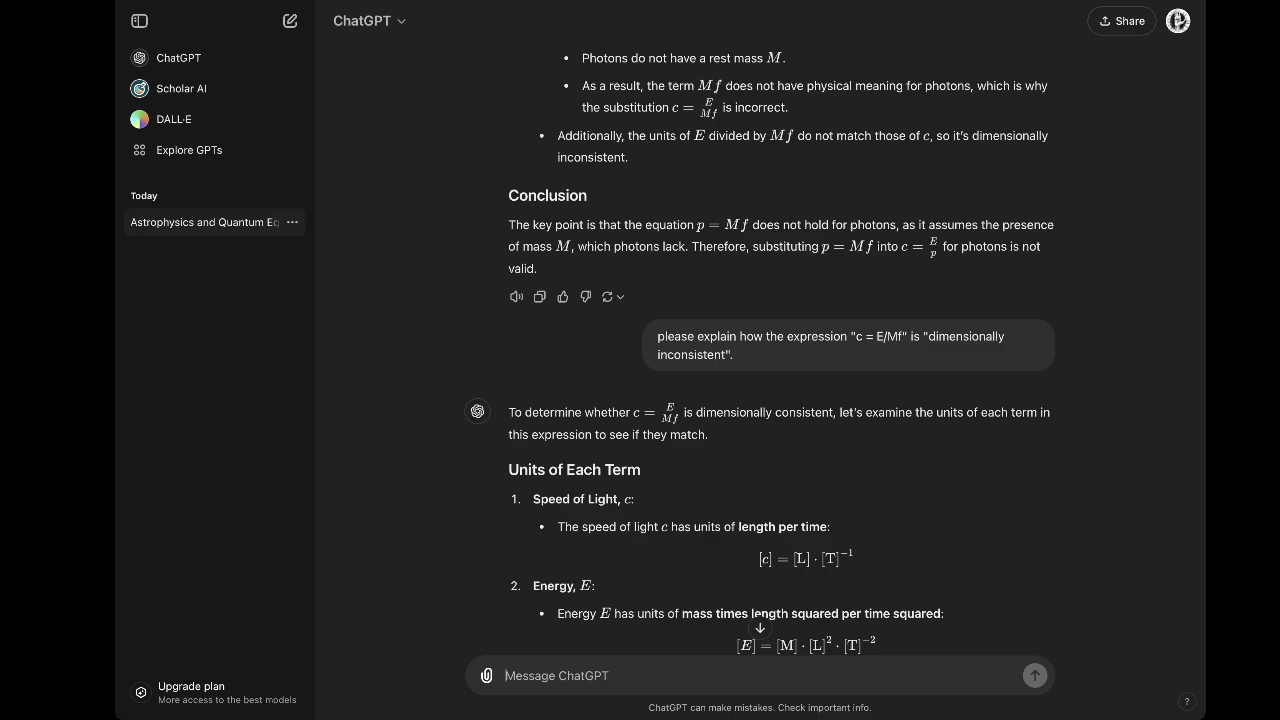 ChatGPT
Share
ChatGPT
Scholar AI
DALL·E
Explore GPTs
Today
Astrophysics and Quantum Eq
Photons do not have a rest mass M.
As a result, the term Mf does not have physical meaning for photons, which is why
the substitution c = E/Mf is incorrect.
Additionally, the units of E divided by Mf do not match those of c, so it's dimensionally
inconsistent.
Conclusion
The key point is that the equation p = Mf does not hold for photons, as it assumes the presence
of mass M, which photons lack. Therefore, substituting p = Mf into c = E/p for photons is not
valid.
please explain how the expression "c = E/Mf" is "dimensionally
inconsistent".
To determine whether c = E/Mf is dimensionally consistent, let's examine the units of each term in
this expression to see if they match.
Units of Each Term
1. Speed of Light, c:
The speed of light c has units of length per time:
[c] = [L] · [T]⁻¹
2. Energy, E:
Energy E has units of mass times length squared per time squared:
[E] = [M] · [L]² · [T]⁻²
Message ChatGPT
Upgrade plan
More access to the best models
ChatGPT can make mistakes. Check important info.
?